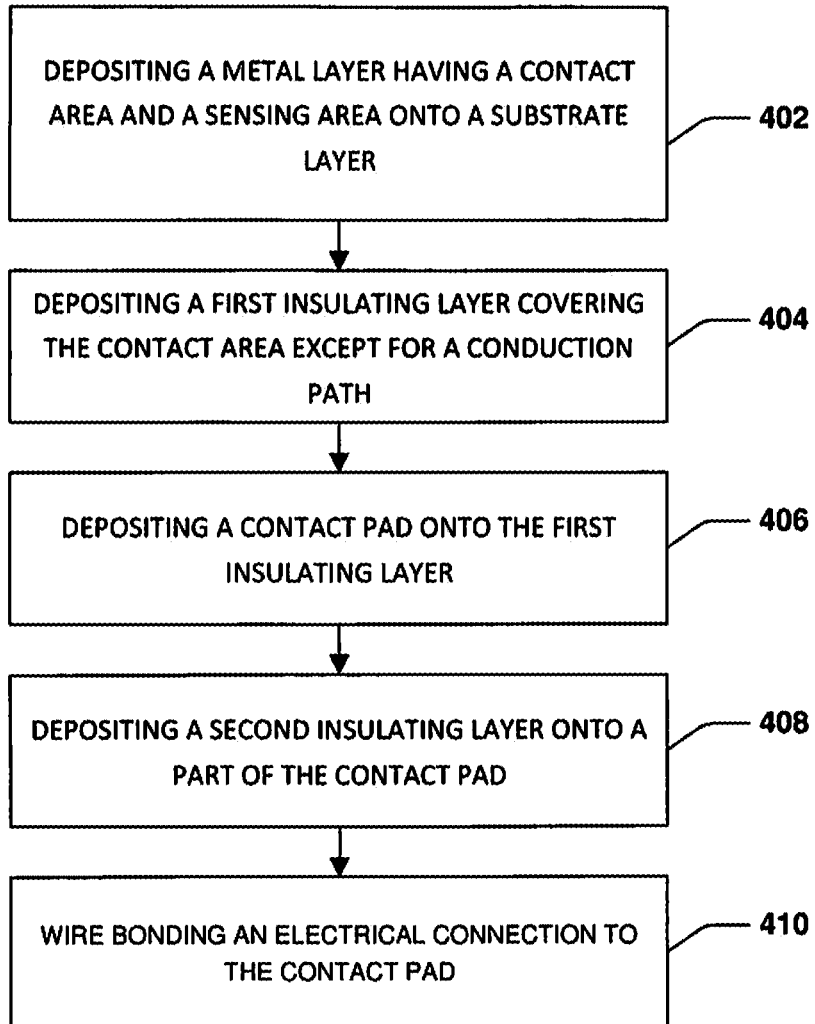 DEPOSITING A METAL LAYER HAVING A CONTACT
AREA AND A SENSING AREA ONTO A SUBSTRATE
LAYER
402
DEPOSITING A FIRST INSULATING LAYER COVERING
THE CONTACT AREA EXCEPT FOR A CONDUCTION
PATH
404
DEPOSITING A CONTACT PAD ONTO THE FIRST
INSULATING LAYER
406
DEPOSITING A SECOND INSULATING LAYER ONTO A
PART OF THE CONTACT PAD
408
WIRE BONDING AN ELECTRICAL CONNECTION TO
THE CONTACT PAD
410